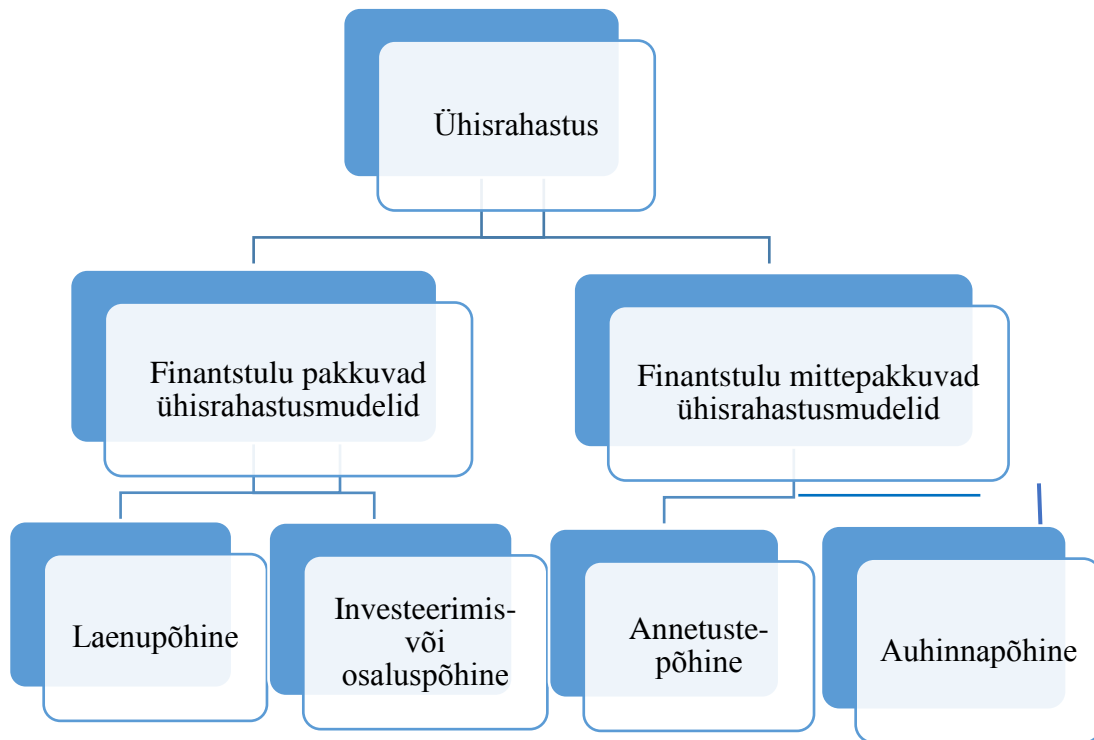 Ühisrahastus
Finantstulu pakkuvad
ühisrahastusmudelid
Finantstulu mittepakkuvad
ühisrahastusmudelid
Laenupõhine
Investeerimis-
või
osaluspõhine
Annetuste-
põhine
Auhinnapõhine